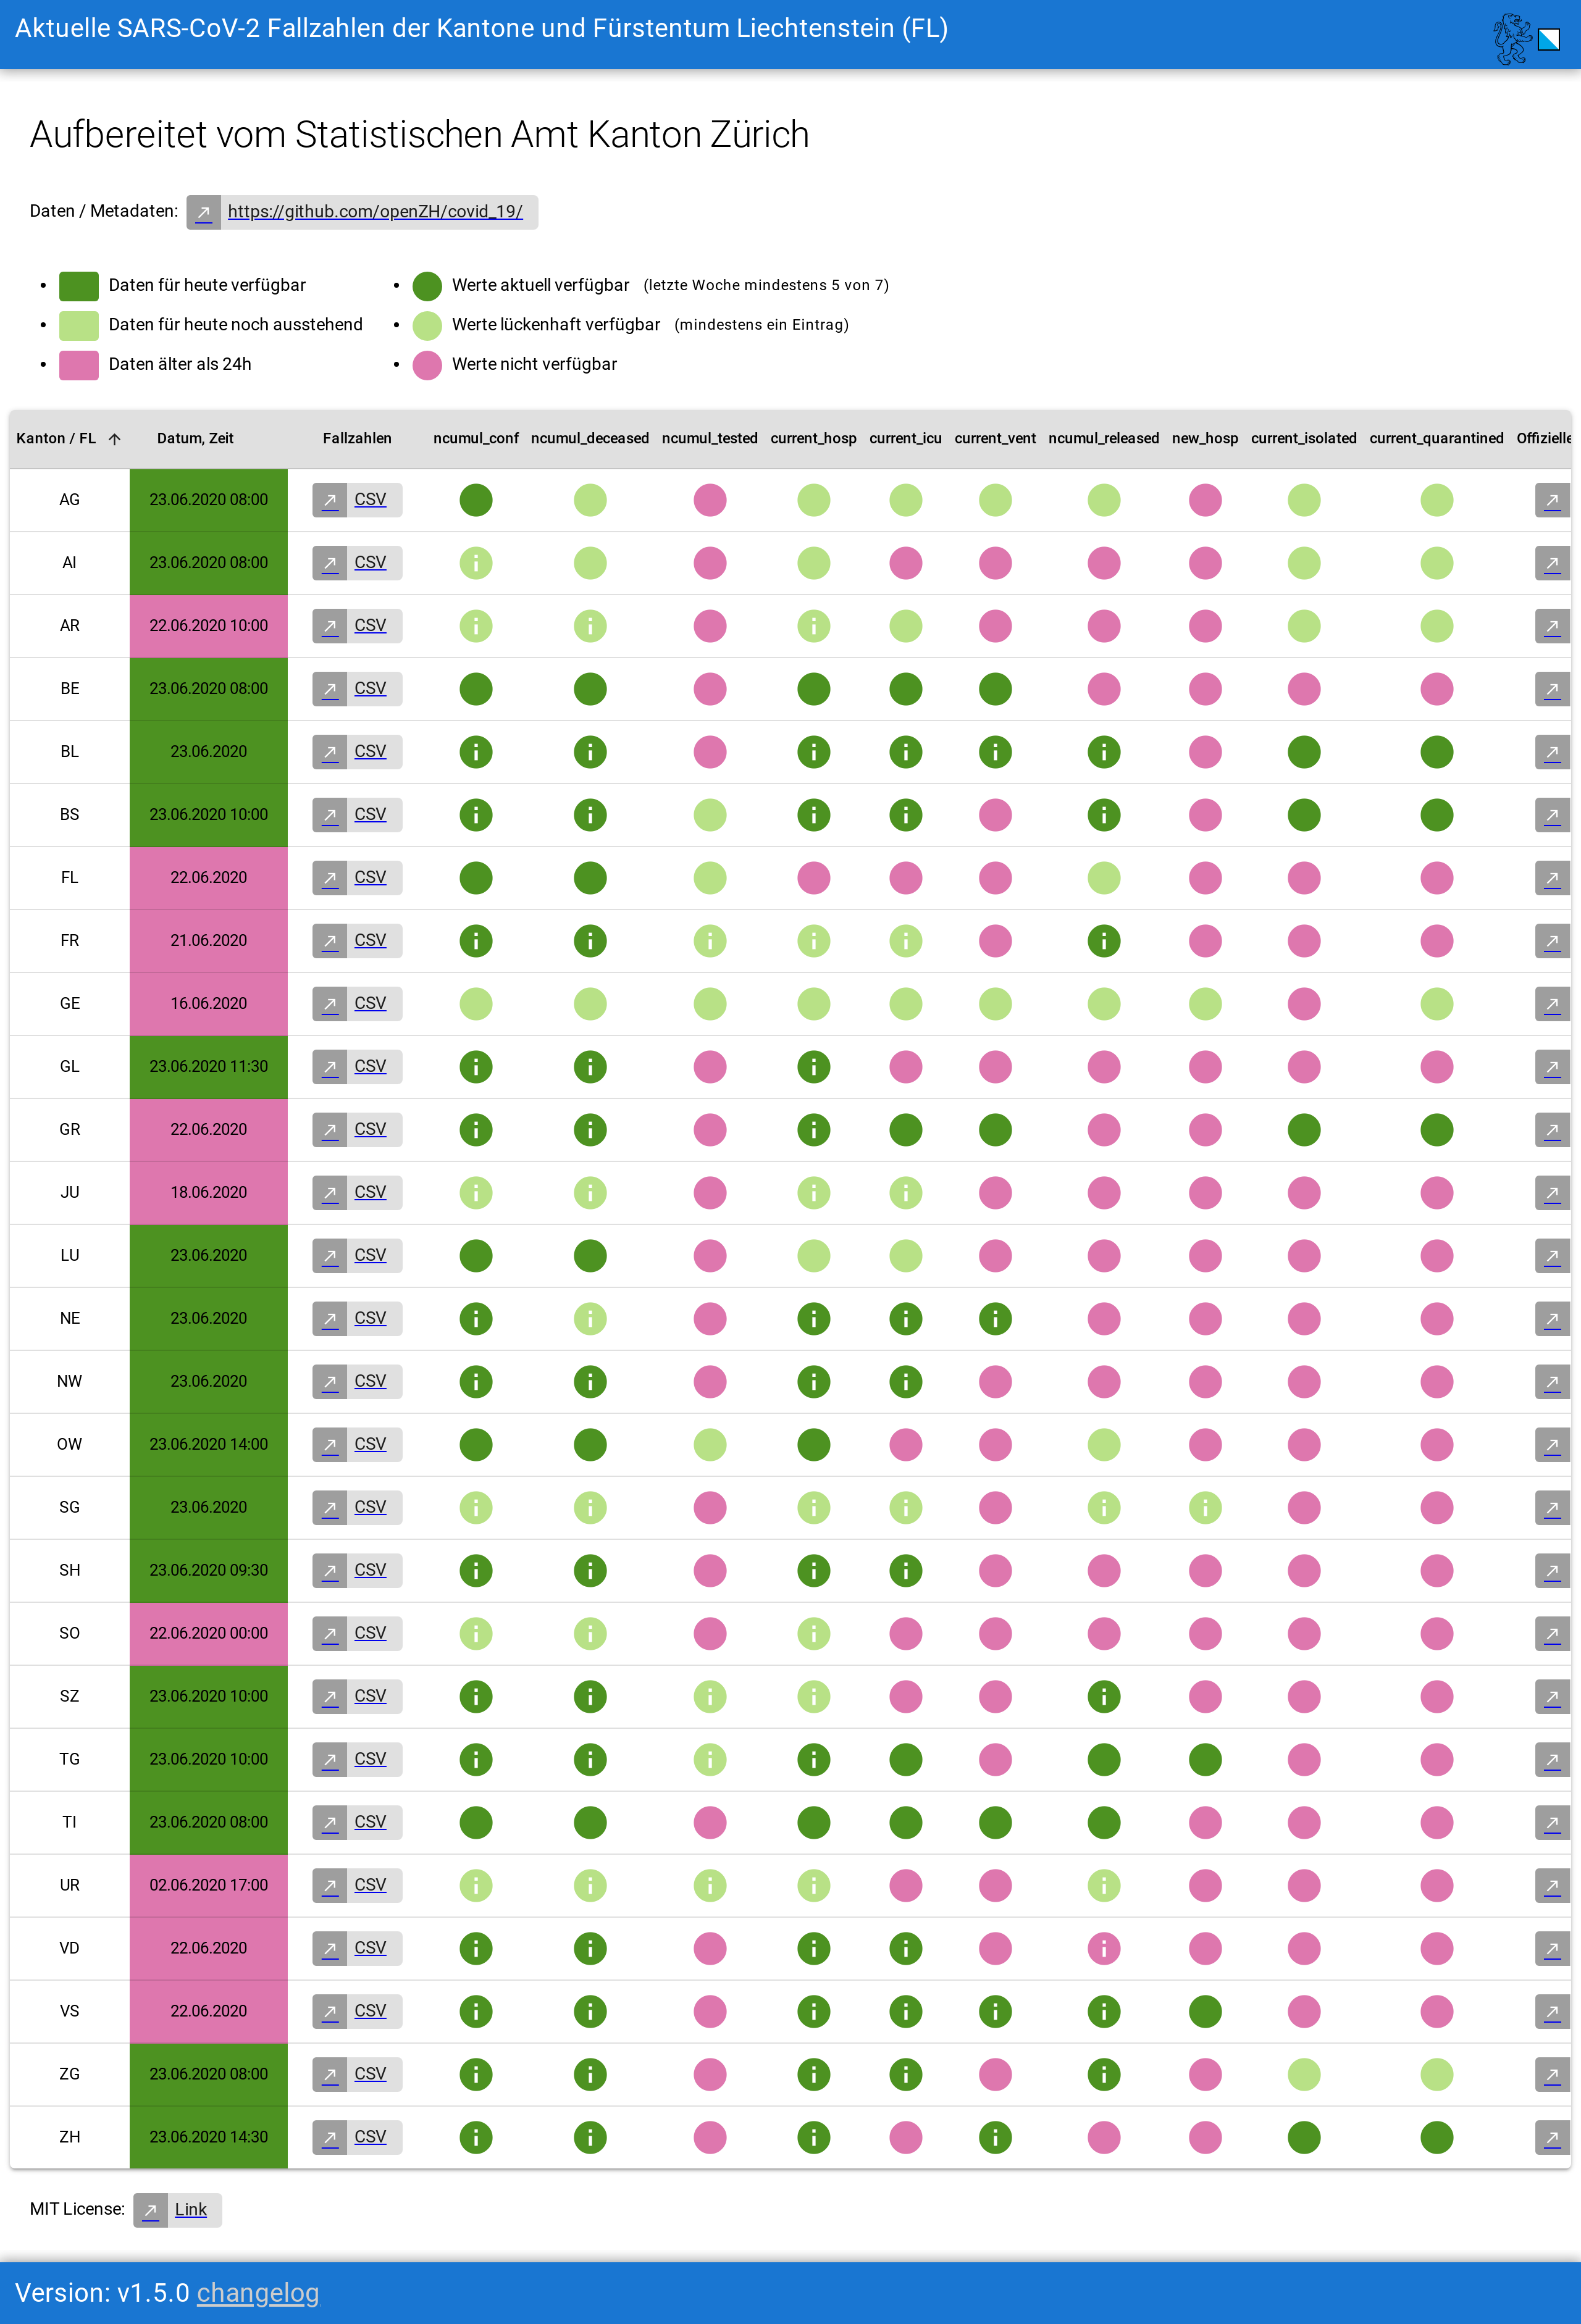 Aktuelle SARS-CoV-2 Fallzahlen der Kantone und Fürstentum Liechtenstein (FL)
Aufbereitet vom Statistischen Amt Kanton Zürich
Daten / Metadaten: https://github.com/openZH/covid_19/
Daten für heute verfügbar
Daten für heute noch ausstehend
Daten älter als 24h
Werte aktuell verfügbar (letzte Woche mindestens 5 von 7)
Werte lückenhaft verfügbar (mindestens ein Eintrag)
Werte nicht verfügbar
Kanton / FL Datum, Zeit Fallzahlen ncumul_conf ncumul_deceased ncumul_tested current_hosp current_icu current_vent ncumul_released new_hosp current_isolated current_quarantined Offizielle
AG 23.06.2020 08:00 CSV
AI 23.06.2020 08:00 CSV
AR 22.06.2020 10:00 CSV
BE 23.06.2020 08:00 CSV
BL 23.06.2020 CSV
BS 23.06.2020 10:00 CSV
FL 22.06.2020 CSV
FR 21.06.2020 CSV
GE 16.06.2020 CSV
GL 23.06.2020 11:30 CSV
GR 22.06.2020 CSV
JU 18.06.2020 CSV
LU 23.06.2020 CSV
NE 23.06.2020 CSV
NW 23.06.2020 CSV
OW 23.06.2020 14:00 CSV
SG 23.06.2020 CSV
SH 23.06.2020 09:30 CSV
SO 22.06.2020 00:00 CSV
SZ 23.06.2020 10:00 CSV
TG 23.06.2020 10:00 CSV
TI 23.06.2020 08:00 CSV
UR 02.06.2020 17:00 CSV
VD 22.06.2020 CSV
VS 22.06.2020 CSV
ZG 23.06.2020 08:00 CSV
ZH 23.06.2020 14:30 CSV
MIT License: Link
Version: v1.5.0 changelog